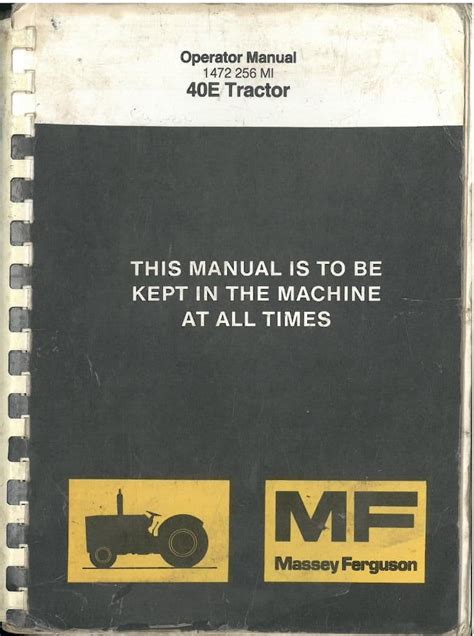 Operator Manual
1472 256 MI
40E Tractor
THIS MANUAL IS TO BE
KEPT IN THE MACHINE
AT ALL TIMES
MF
Massey Ferguson